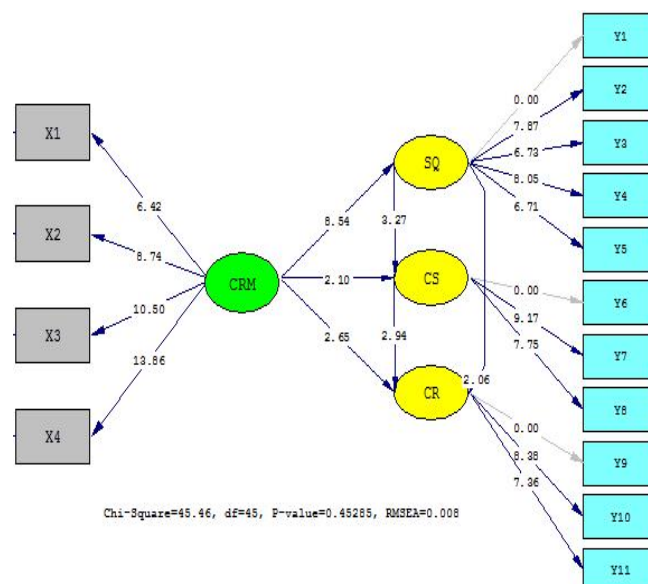 Y1
Y2
Y3
Y4
Y5
Y6
Y7
Y8
Y9
Y10
Y11
X1
X2
X3
X4
CRM
SQ
CS
CR
6.42
8.74
10.50
13.86
8.54
2.10
2.65
3.27
2.94
2.06
0.00
7.87
6.73
8.05
6.71
0.00
9.17
7.75
0.00
8.38
7.36
Chi-Square=45.46, df=45, P-value=0.45285, RMSEA=0.008